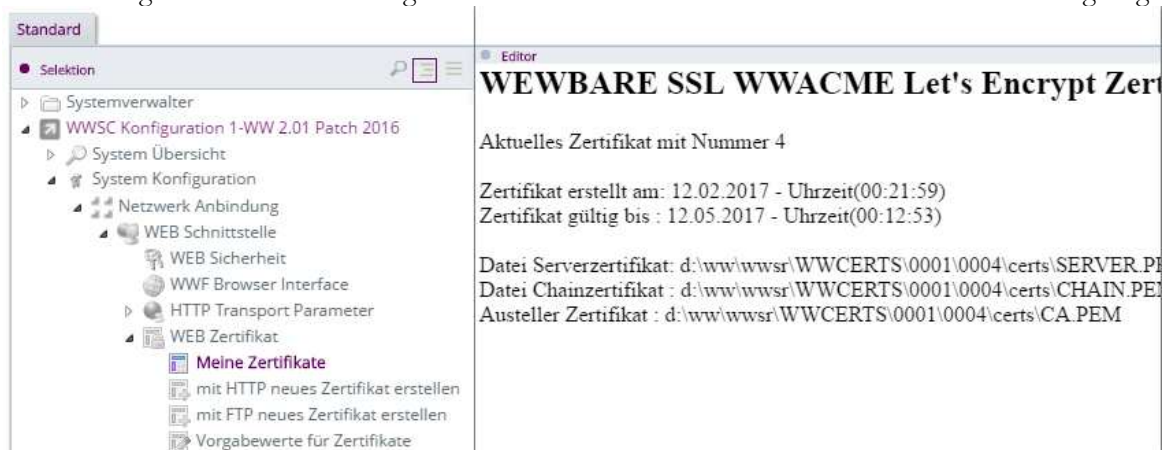 Standard
Selektion
Systemverwalter
WWSC Konfiguration 1-WW 2.01 Patch 2016
System Übersicht
System Konfiguration
Netzwerk Anbindung
WEB Schnittstelle
WEB Sicherheit
WWF Browser Interface
HTTP Transport Parameter
WEB Zertifikat
Meine Zertifikate
mit HTTP neues Zertifikat erstellen
mit FTP neues Zertifikat erstellen
Vorgabewerte für Zertifikate
Editor
WEWBARE SSL WWACME Let's Encrypt Zert
Aktuelles Zertifikat mit Nummer 4
Zertifikat erstellt am: 12.02.2017 - Uhrzeit(00:21:59)
Zertifikat gültig bis : 12.05.2017 - Uhrzeit(00:12:53)
Datei Serverzertifikat: d:\ww\wwsr\WWCERTS\0001\0004\certs\SERVER.PE
Datei Chainzertifikat : d:\ww\wwsr\WWCERTS\0001\0004\certs\CHAIN.PEM
Austeller Zertifikat : d:\ww\wwsr\WWCERTS\0001\0004\certs\CA.PEM